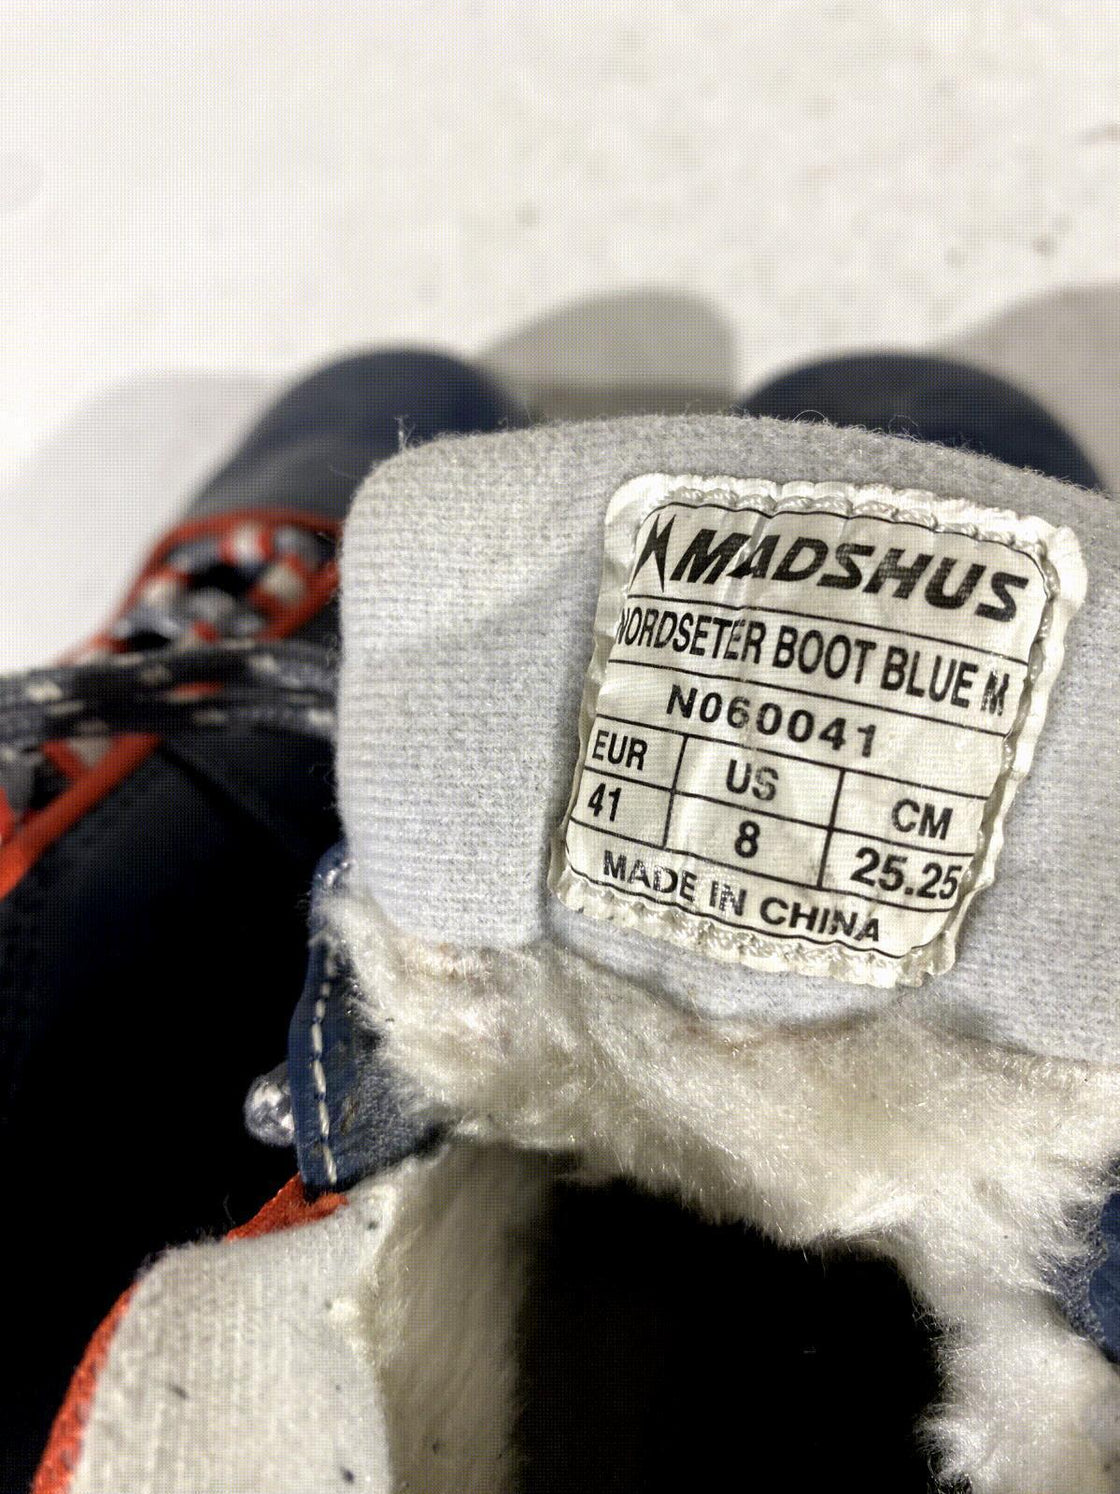 MADSHUS
NORDSETER BOOT BLUE M
N060041
EUR US CM
41 8 25.25
MADE IN CHINA